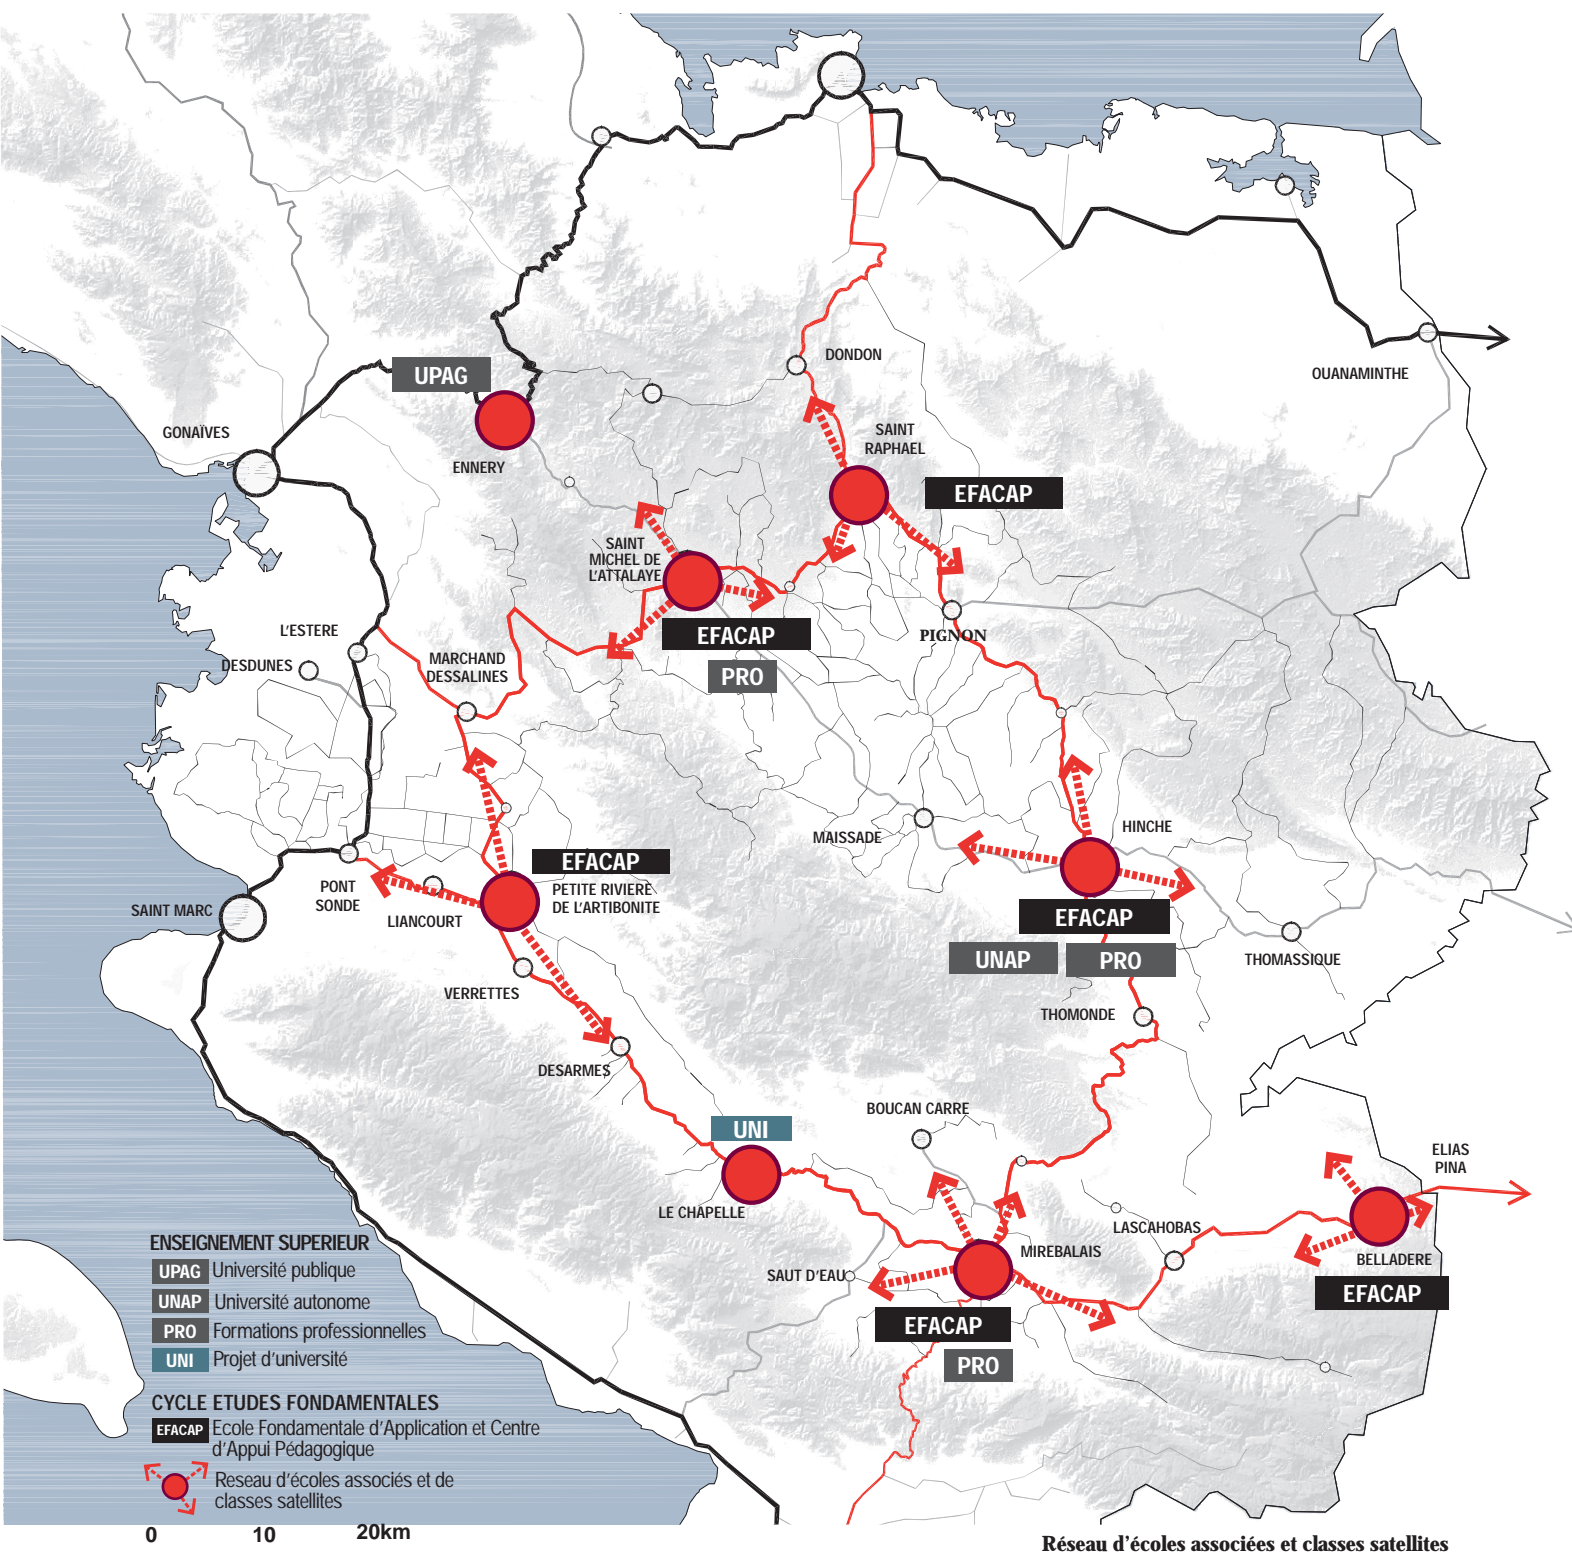 DONDON
OUANAMINTHE
UPAG
GONAÏVES
SAINT
RAPHAEL
ENNERY
EFACAP
SAINT
MICHEL DE
L'ATTALAYE
L'ESTERE
EFACAP
PIGNON
DESDUNES
MARCHAND
DESSALINES
PRO
HINCHE
MAISSADE
EFACAP
PETITE RIVIERE
DE L'ARTIBONITE
PONT
SONDE
SAINT MARC
LIANCOURT
EFACAP
UNAP
PRO
THOMASSIQUE
VERRETTES
THOMONDE
DESARMES
BOUCAN CARRE
UNI
ELIAS
PINA
LE CHAPELLE
LASCAHOBAS
MIREBALAIS
SAUT D'EAU
BELLADERE
EFACAP
EFACAP
PRO
ENSEIGNEMENT SUPERIEUR
UPAG Université publique
UNAP Université autonome
PRO Formations professionnelles
UNI Projet d'université
CYCLE ETUDES FONDAMENTALES
EFACAP Ecole Fondamentale d'Application et Centre
d'Appui Pédagogique
Reseau d'écoles associés et de
classes satellites
0 10 20km
Réseau d'écoles associées et classes satellites